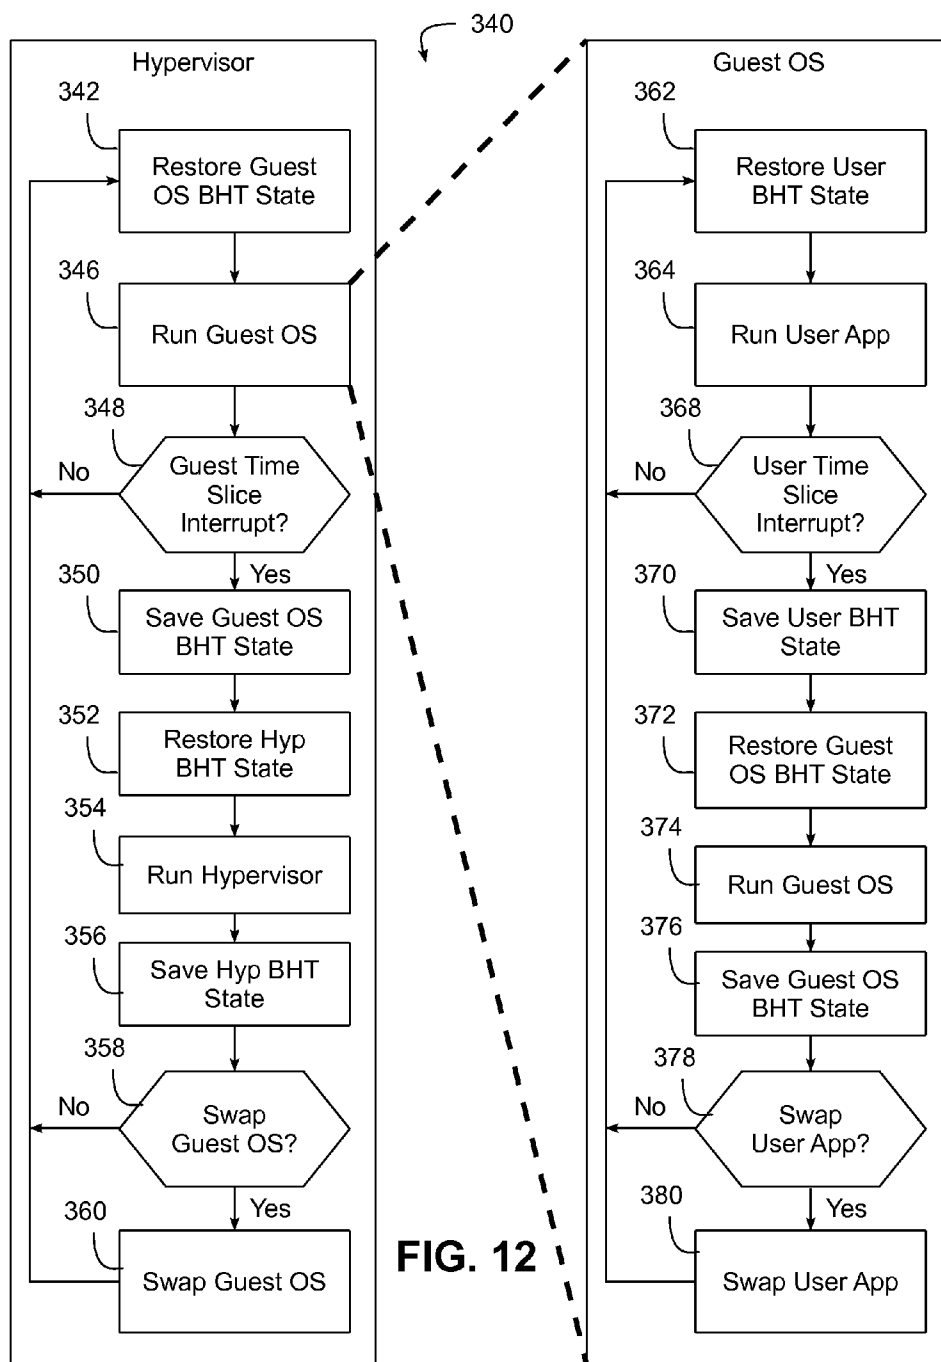 340
Hypervisor
342
Restore Guest
OS BHT State
346
Run Guest OS
348
Guest Time
Slice
Interrupt?
No
Yes
350
Save Guest OS
BHT State
352
Restore Hyp
BHT State
354
Run Hypervisor
356
Save Hyp BHT
State
358
Swap
Guest OS?
No
Yes
360
Swap Guest OS
Guest OS
362
Restore User
BHT State
364
Run User App
368
User Time
Slice
Interrupt?
No
Yes
370
Save User BHT
State
372
Restore Guest
OS BHT State
374
Run Guest OS
376
Save Guest OS
BHT State
378
Swap
User App?
No
Yes
380
Swap User App
FIG. 12